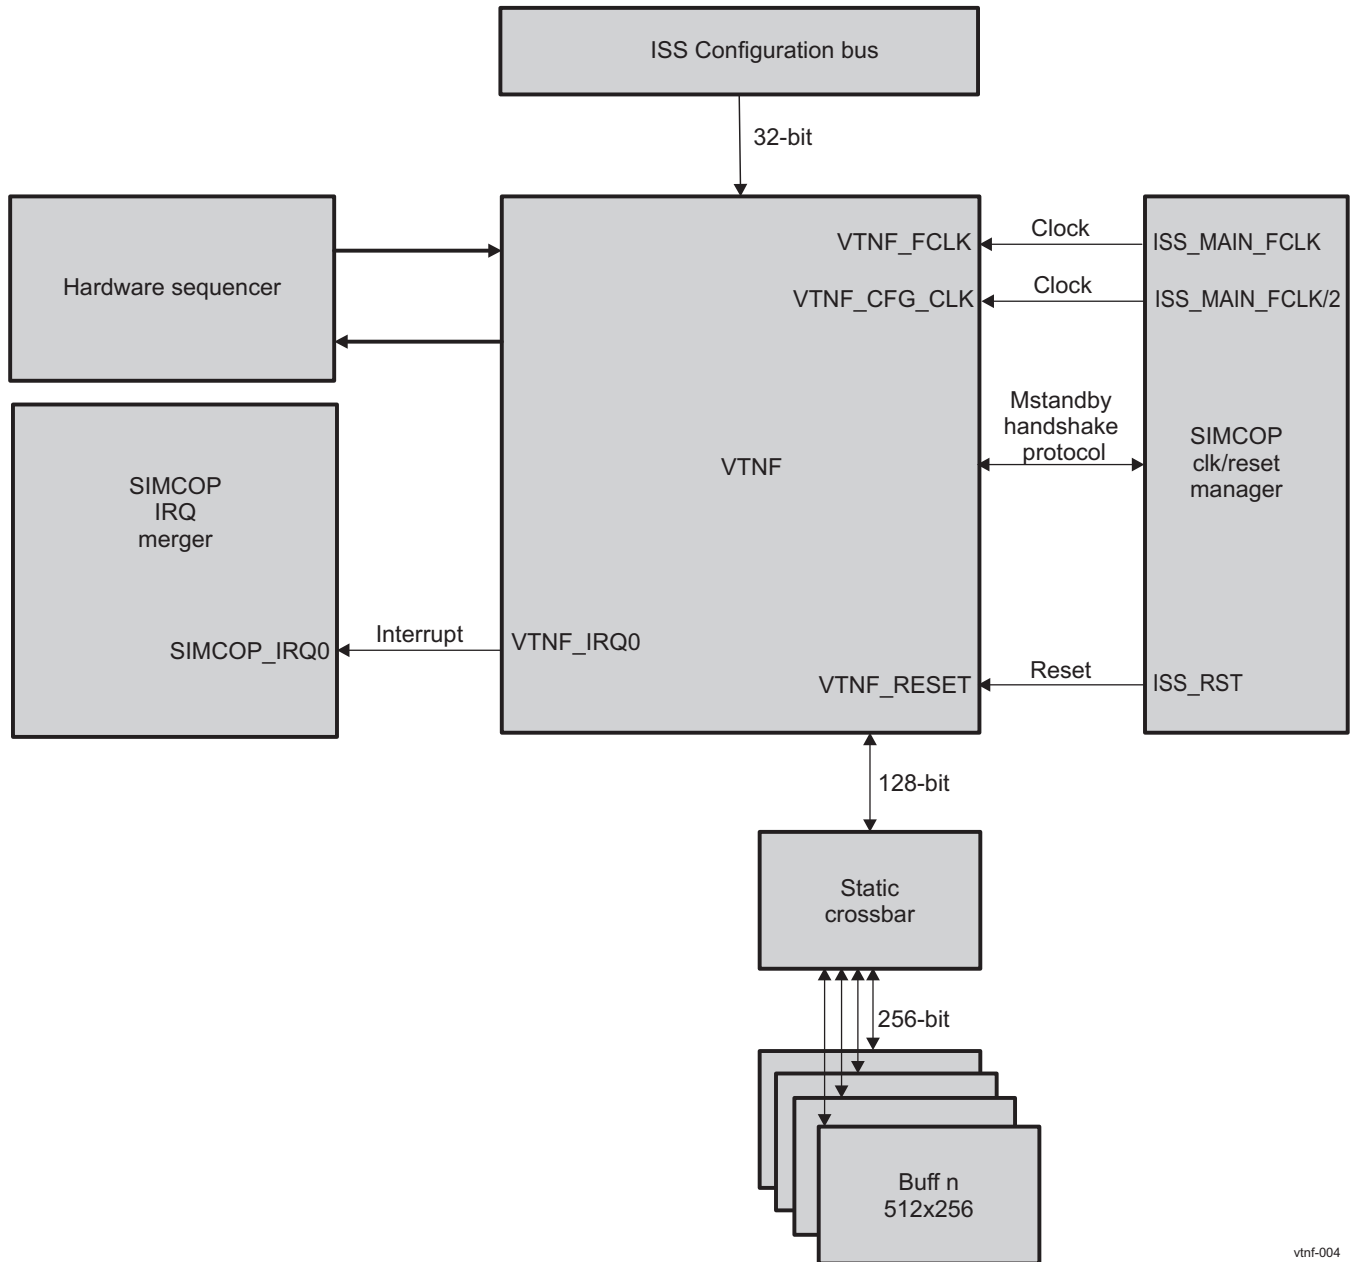 ISS Configuration bus
32-bit
Hardware sequencer
VTNF_FCLK
Clock
ISS_MAIN_FCLK
VTNF_CFG_CLK
Clock
ISS_MAIN_FCLK/2
Mstandby
handshake
protocol
VTNF
SIMCOP
clk/reset
manager
SIMCOP
IRQ
merger
SIMCOP_IRQ0
Interrupt
VTNF_IRQ0
VTNF_RESET
Reset
ISS_RST
128-bit
Static
crossbar
256-bit
Buff n
512x256
vtnf-004